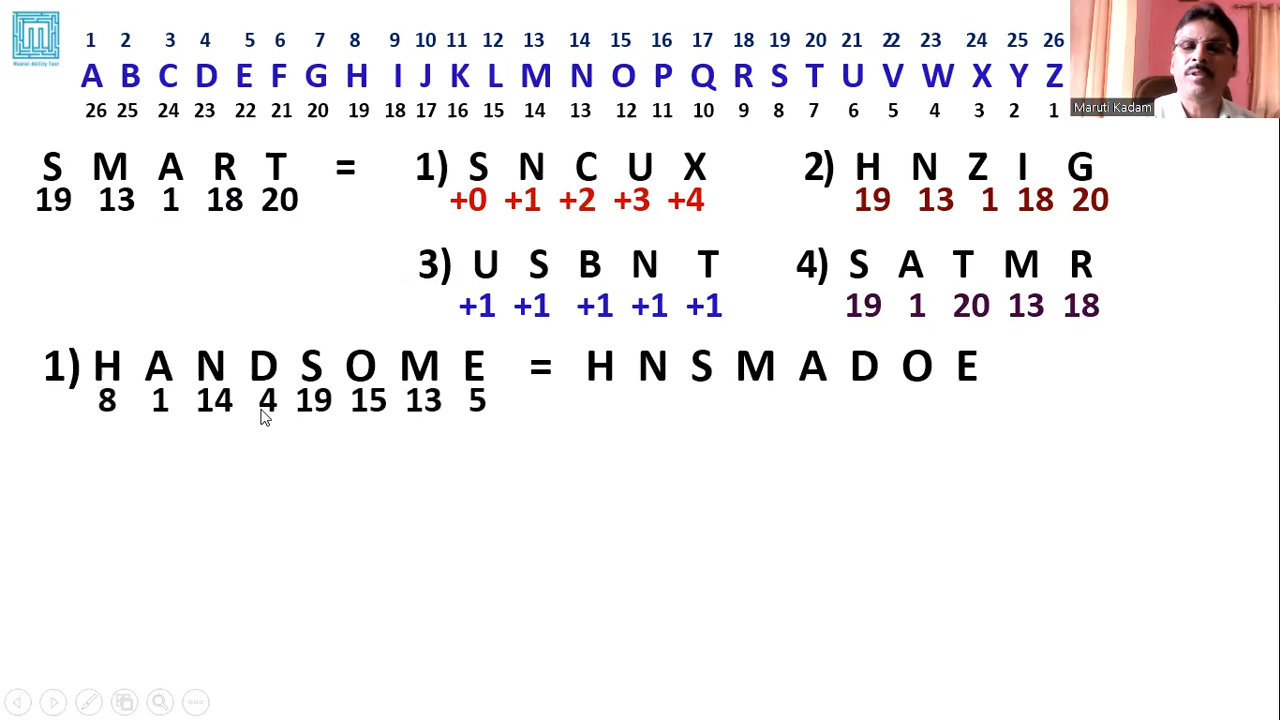 1 2 3 4 5 6 7 8 9 10 11 12 13 14 15 16 17 18 19 20 21 22 23 24 25 26
A B C D E F G H I J K L M N O P Q R S T U V W X Y Z
26 25 24 23 22 21 20 19 18 17 16 15 14 13 12 11 10 9 8 7 6 5 4 3 2 1
Maruti Kadam
S M A R T = 1) S N C U X 2) H N Z I G
19 13 1 18 20 +0 +1 +2 +3 +4 19 13 1 18 20
3) U S B N T 4) S A T M R
+1 +1 +1 +1 +1 19 1 20 13 18
1) H A N D S O M E = H N S M A D O E
8 1 14 4 19 15 13 5